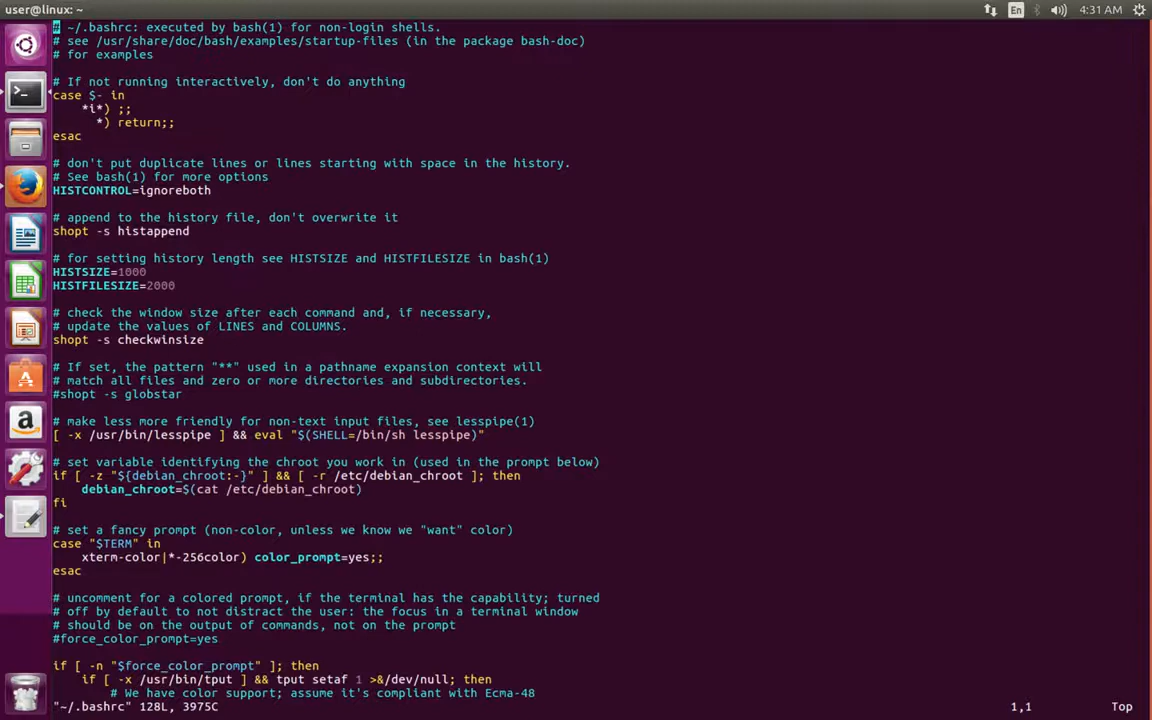 user@linux: ~
En
4:31 AM
# ~/.bashrc: executed by bash(1) for non-login shells.
# see /usr/share/doc/bash/examples/startup-files (in the package bash-doc)
# for examples
# If not running interactively, don't do anything
case $- in
    *i*) ;;
      *) return;;
esac
# don't put duplicate lines or lines starting with space in the history.
# See bash(1) for more options
HISTCONTROL=ignoreboth
# append to the history file, don't overwrite it
shopt -s histappend
# for setting history length see HISTSIZE and HISTFILESIZE in bash(1)
HISTSIZE=1000
HISTFILESIZE=2000
# check the window size after each command and, if necessary,
# update the values of LINES and COLUMNS.
shopt -s checkwinsize
# If set, the pattern "**" used in a pathname expansion context will
# match all files and zero or more directories and subdirectories.
#shopt -s globstar
# make less more friendly for non-text input files, see lesspipe(1)
[ -x /usr/bin/lesspipe ] && eval "$(SHELL=/bin/sh lesspipe)"
# set variable identifying the chroot you work in (used in the prompt below)
if [ -z "${debian_chroot:-}" ] && [ -r /etc/debian_chroot ]; then
    debian_chroot=$(cat /etc/debian_chroot)
fi
# set a fancy prompt (non-color, unless we know we "want" color)
case "$TERM" in
    xterm-color|*-256color) color_prompt=yes;;
esac
# uncomment for a colored prompt, if the terminal has the capability; turned
# off by default to not distract the user: the focus in a terminal window
# should be on the output of commands, not on the prompt
#force_color_prompt=yes
if [ -n "$force_color_prompt" ]; then
    if [ -x /usr/bin/tput ] && tput setaf 1 >&/dev/null; then
        # We have color support; assume it's compliant with Ecma-48
"~/.bashrc" 128L, 3975C
1,1
Top